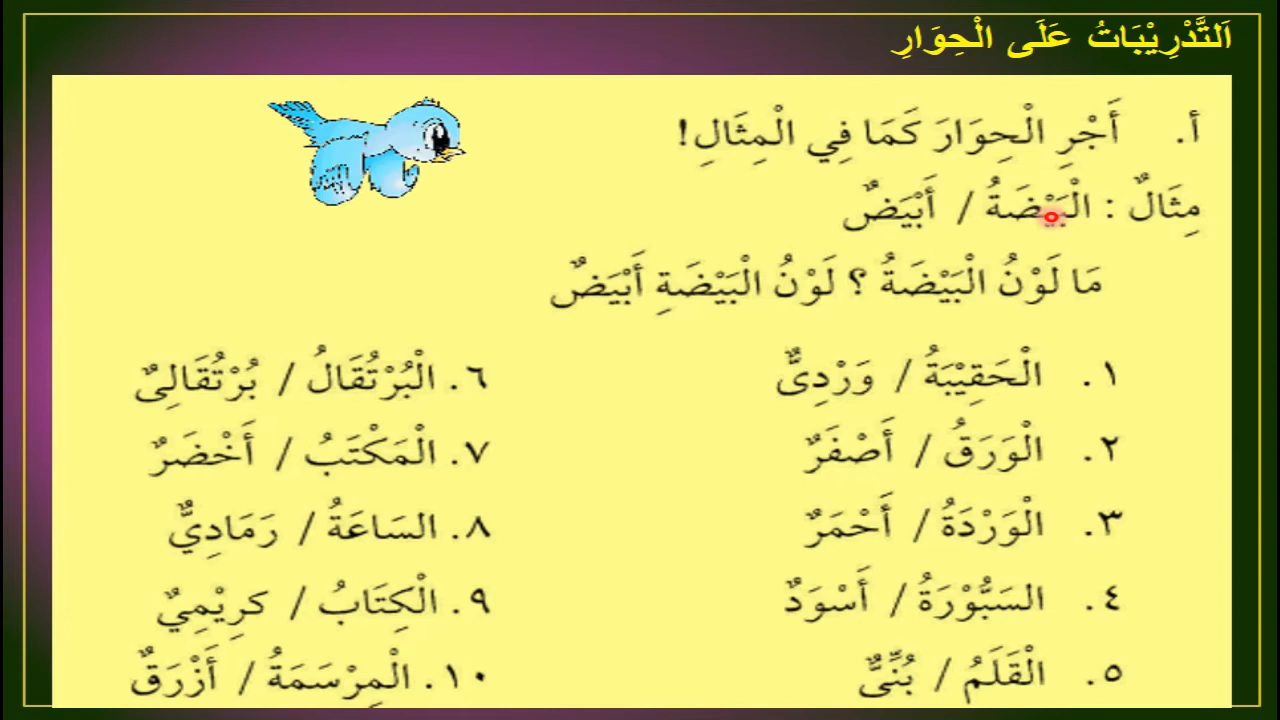 اَلتَّدْرِيْبَاتُ عَلَى الْحِوَارِ
أ. أَجْرِ الْحِوَارَ كَمَا فِي الْمِثَالِ!
مِثَالٌ : الْبَيْضَةُ / أَبْيَضٌ
مَا لَوْنُ الْبَيْضَةُ ؟ لَوْنُ الْبَيْضَةِ أَبْيَضٌ
١. الْحَقِيْبَةُ / وَرْدِىٌّ
٢. الْوَرَقُ / أَصْفَرٌ
٣. الْوَرْدَةُ / أَحْمَرٌ
٤. السَبُّوْرَةُ / أَسْوَدٌ
٥. الْقَلَمُ / بُنِّىٌّ
٦. الْبُرْتُقَالُ / بُرْتُقَالِىٌ
٧. الْمَكْتَبُ / أَخْضَرٌ
٨. السَاعَةُ / رَمَادِيٌّ
٩. الْكِتَابُ / كرِيْمِيٌ
١٠. الْمِرْسَمَةُ / أَزْرَقٌ